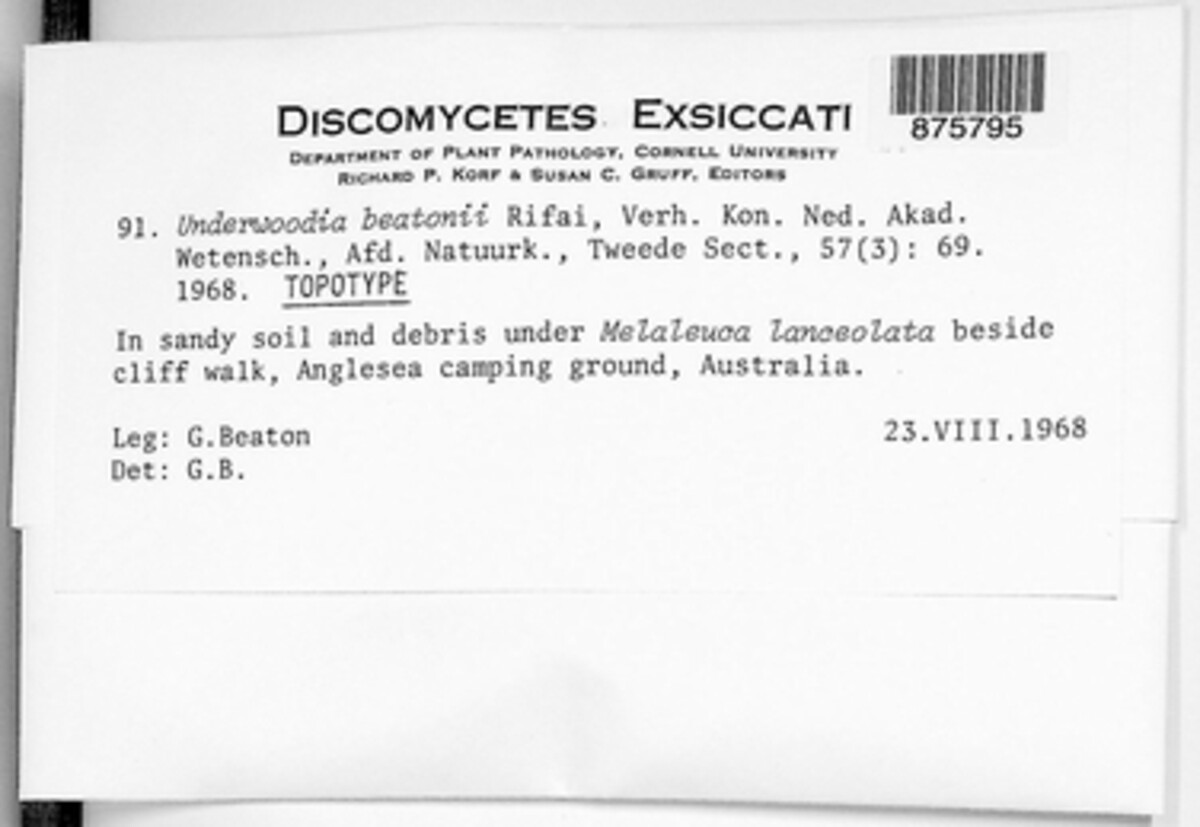 DISCOMYCETES EXSICCATI
875795
DEPARTMENT OF PLANT PATHOLOGY, CORNELL UNIVERSITY
RICHARD P. KORF & SUSAN C. GRUFF, EDITORS
91. Underwoodia beatonii Rifai, Verh. Kon. Ned. Akad.
Wetensch., Afd. Natuurk., Tweede Sect., 57(3): 69.
1968. TOPOTYPE
In sandy soil and debris under Melaleuca lanceolata beside
cliff walk, Anglesea camping ground, Australia.
Leg: G.Beaton 23.VIII.1968
Det: G.B.